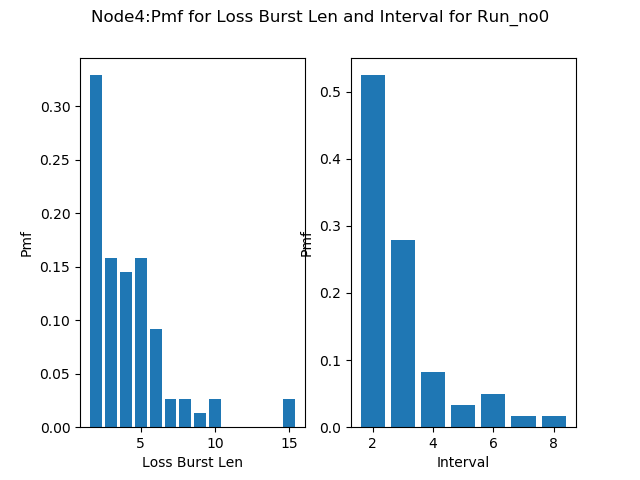 Node4:Pmf for Loss Burst Len and Interval for Run_no0
0.30
0.25
0.20
0.15
0.10
0.05
0.00
Pmf
5 10 15
Loss Burst Len
0.5
0.4
0.3
0.2
0.1
0.0
Pmf
2 4 6 8
Interval